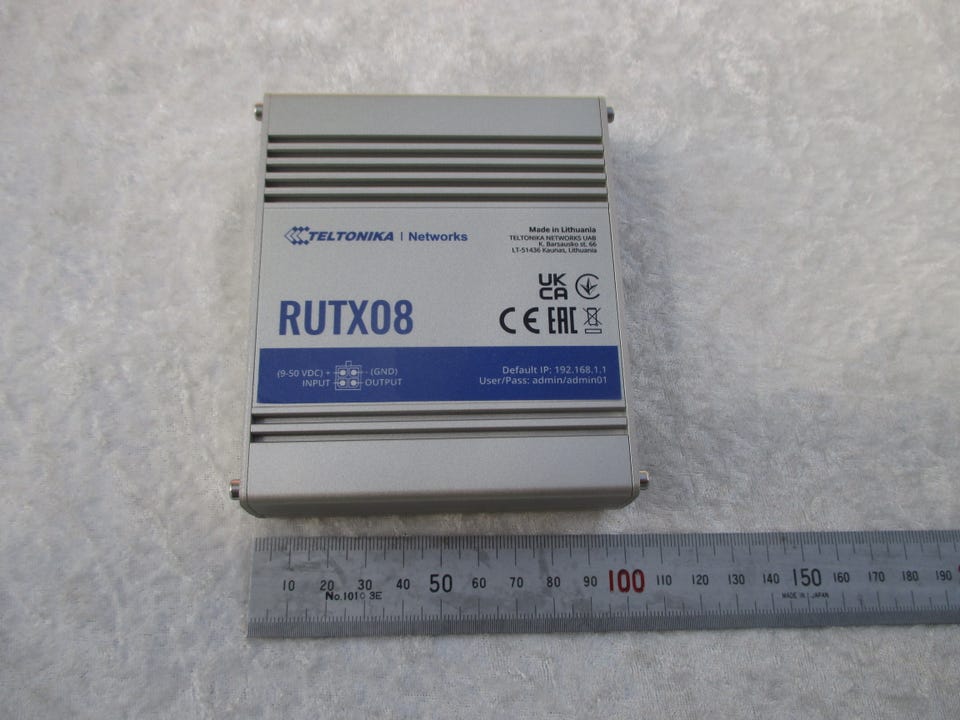 TELTONIKA | Networks
Made in Lithuania
TELTONIKA NETWORKS UAB
K. Barsausko st. 66
LT-51436 Kaunas, Lithuania
UK
CA
RUTX08
CE EAC
(9-50 VDC) + - (GND)
INPUT OUTPUT
Default IP: 192.168.1.1
User/Pass: admin/admin01
10 20 30 40 50 60 70 80 90 100 110 120 130 140 150 160 170 180 190
MADE IN JAPAN